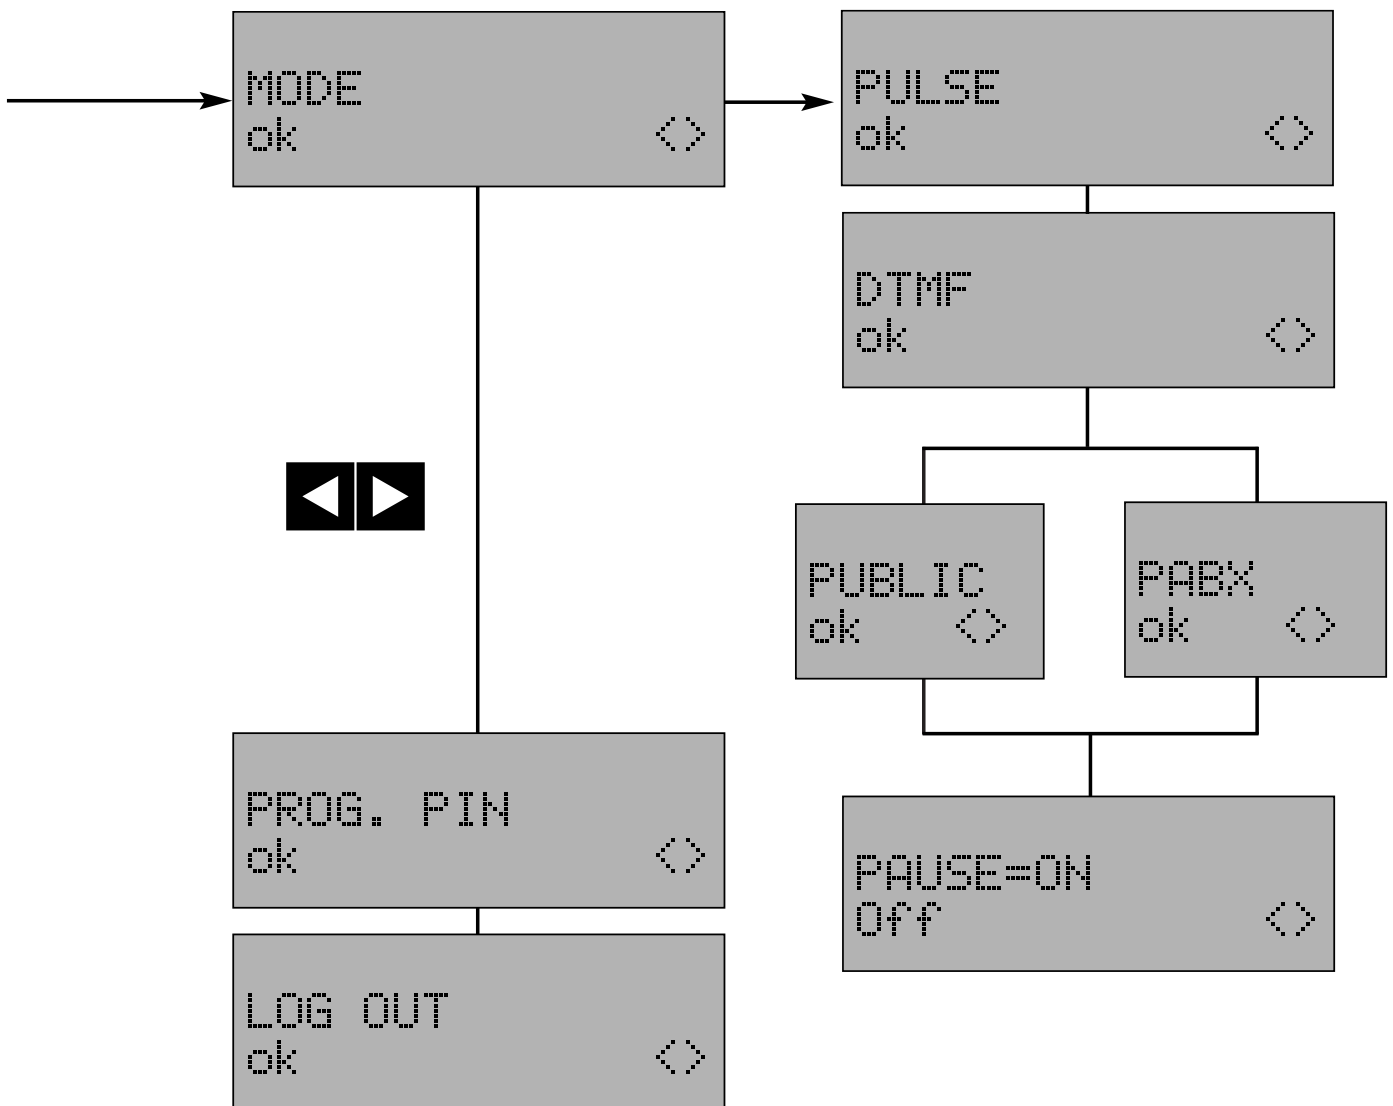 MODE
ok <>
PULSE
ok <>
DTMF
ok <>
PUBLIC
ok <>
PABX
ok <>
PROG. PIN
ok <>
PAUSE=ON
Off <>
LOG OUT
ok <>